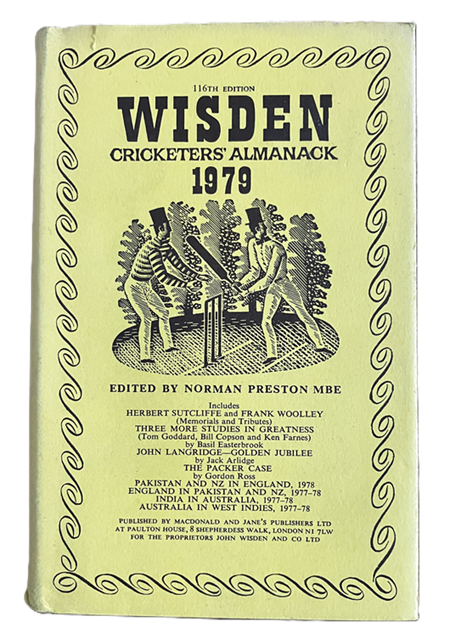 116TH EDITION
WISDEN
CRICKETERS' ALMANACK
1979
EDITED BY NORMAN PRESTON MBE
Includes
HERBERT SUTCLIFFE and FRANK WOOLLEY
(Memorials and Tributes)
THREE MORE STUDIES IN GREATNESS
(Tom Goddard, Bill Copson and Ken Farnes)
by Basil Easterbrook
JOHN LANGRIDGE—GOLDEN JUBILEE
by Jack Arlidge
THE PACKER CASE
by Gordon Ross
PAKISTAN AND NZ IN ENGLAND, 1978
ENGLAND IN PAKISTAN AND NZ, 1977-78
INDIA IN AUSTRALIA, 1977-78
AUSTRALIA IN WEST INDIES, 1977-78
PUBLISHED BY MACDONALD AND JANE'S PUBLISHERS LTD
AT PAULTON HOUSE, 8 SHEPHERDESS WALK, LONDON N1 7LW
FOR THE PROPRIETORS JOHN WISDEN AND CO LTD